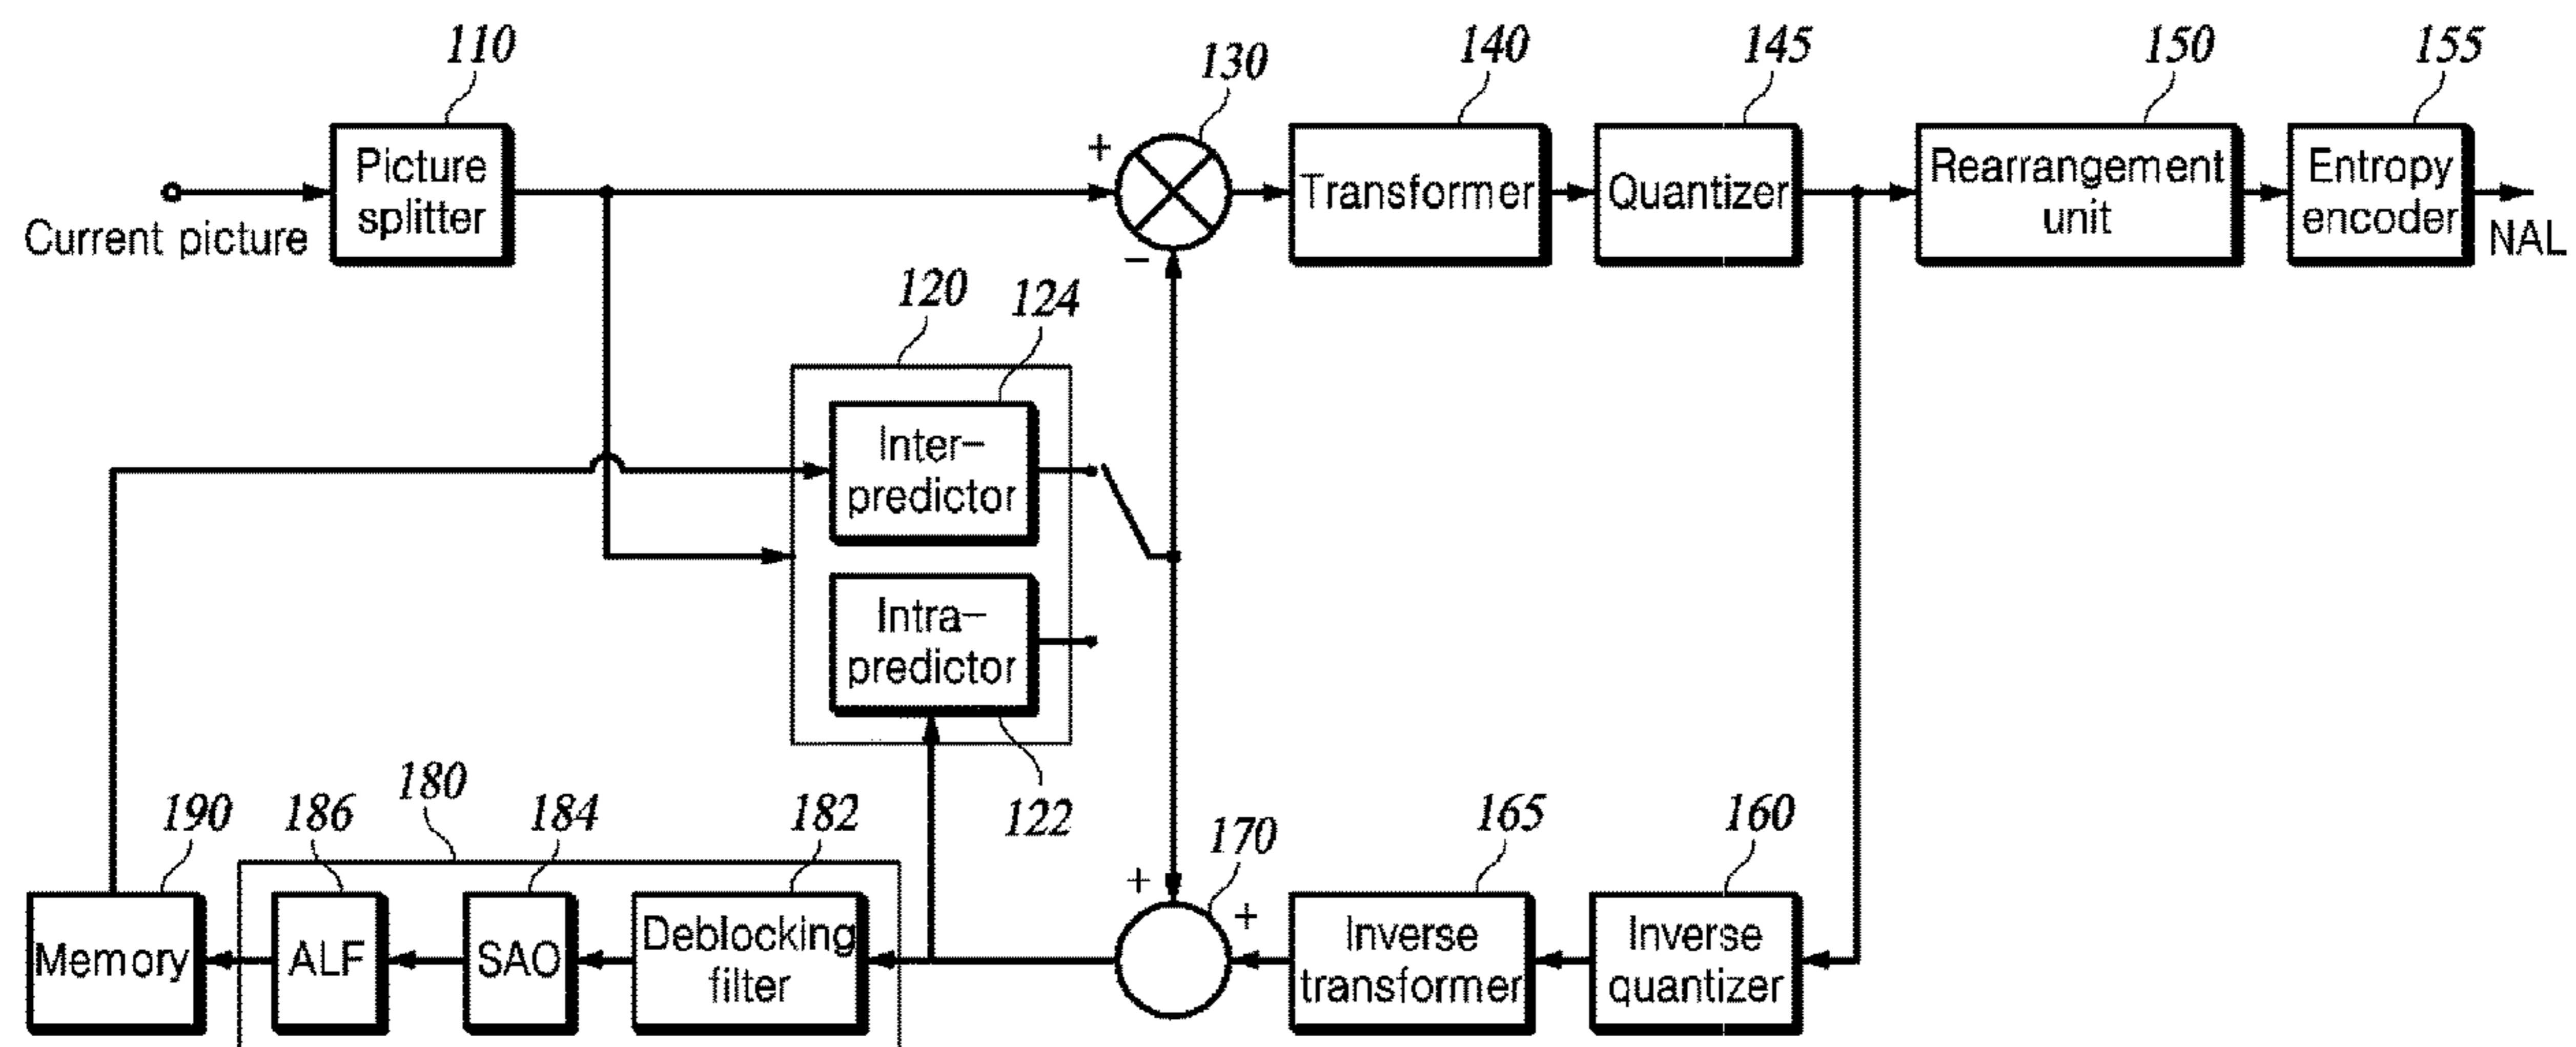 110
130
140
145
150
155
+
Picture
splitter
Transformer
Quantizer
Rearrangement
unit
Entropy
encoder
Current picture
NAL
−
120
124
Inter−
predictor
Intra−
predictor
122
190
186
180
184
182
170
165
160
+
+
Memory
ALF
SAO
Deblocking
filter
Inverse
transformer
Inverse
quantizer